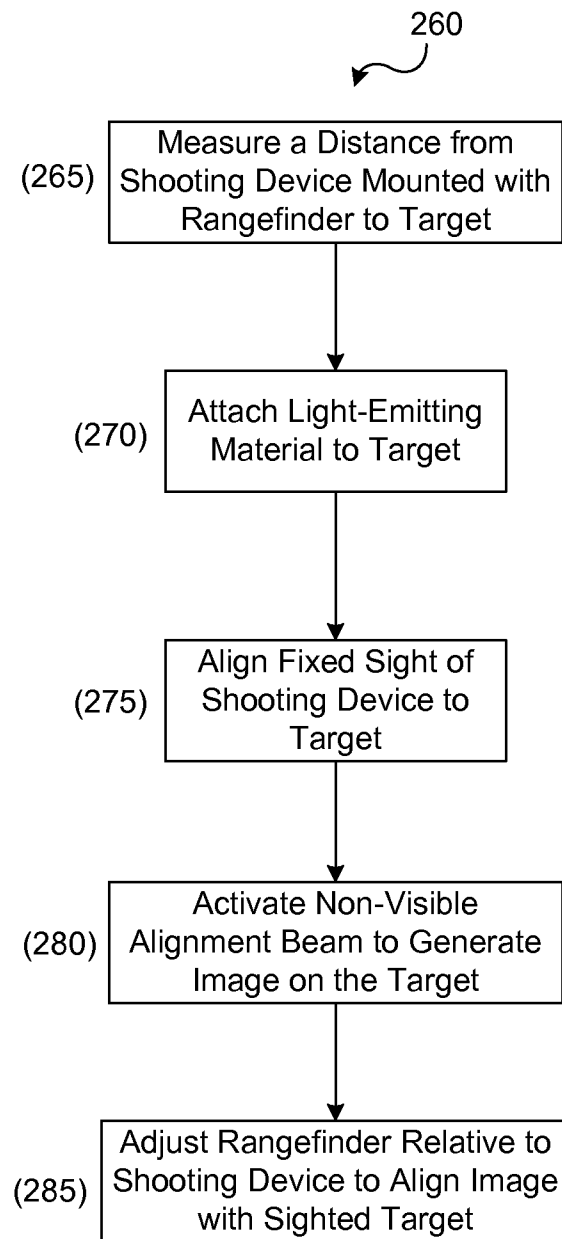 260
(265)
Measure a Distance from
Shooting Device Mounted with
Rangefinder to Target
(270)
Attach Light-Emitting
Material to Target
(275)
Align Fixed Sight of
Shooting Device to
Target
(280)
Activate Non-Visible
Alignment Beam to Generate
Image on the Target
(285)
Adjust Rangefinder Relative to
Shooting Device to Align Image
with Sighted Target